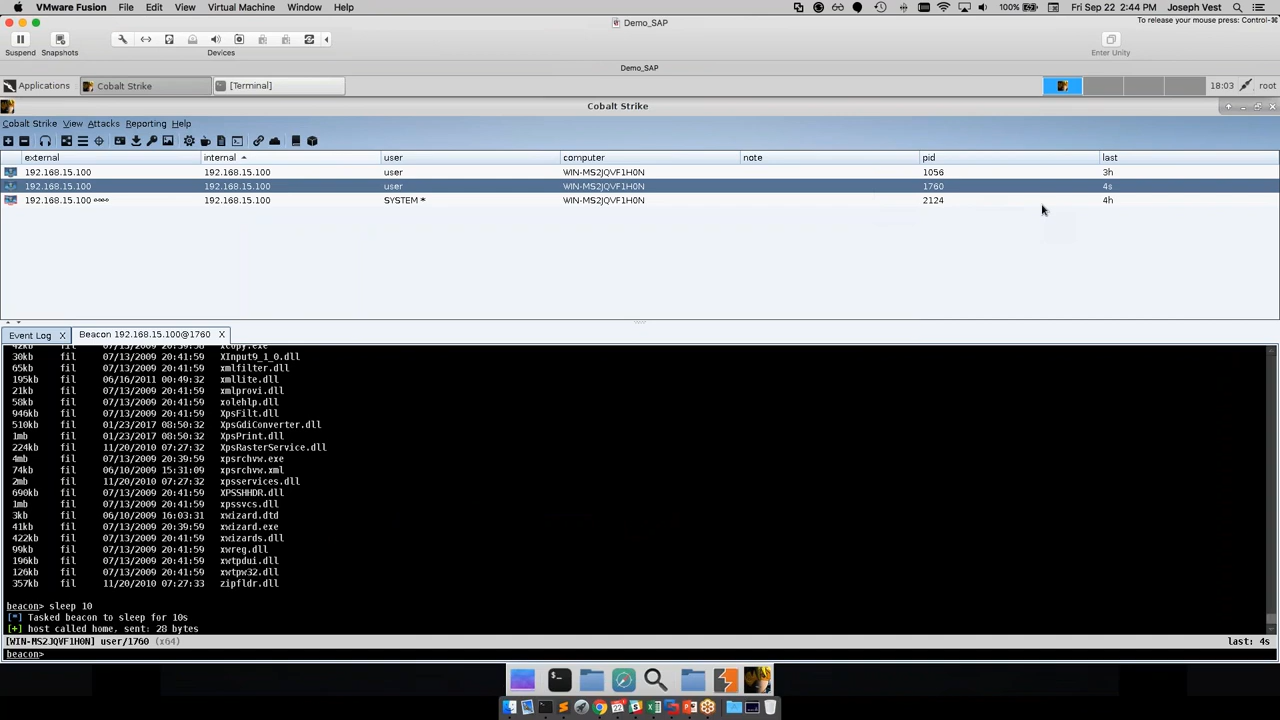 VMware Fusion File Edit View Virtual Machine Window Help 100% Fri Sep 22 2:44 PM Joseph Vest
Demo_SAP
To release your mouse press: Control-⌘
Suspend Snapshots Devices Enter Unity
Demo_SAP
Applications Cobalt Strike [Terminal] 18:03 root
Cobalt Strike
Cobalt Strike View Attacks Reporting Help
external internal user computer note pid last
192.168.15.100 192.168.15.100 user WIN-MS2JQVF1H0N 1056 3h
192.168.15.100 192.168.15.100 user WIN-MS2JQVF1H0N 1760 4s
192.168.15.100 192.168.15.100 SYSTEM * WIN-MS2JQVF1H0N 2124 4h
Event Log X Beacon 192.168.15.100@1760 X
42kb fil 07/13/2009 20:39:58 xcopy.exe
30kb fil 07/13/2009 20:41:59 XInput9_1_0.dll
65kb fil 07/13/2009 20:41:59 xmlfilter.dll
195kb fil 06/16/2011 00:49:32 xmllite.dll
21kb fil 07/13/2009 20:41:59 xmlprovi.dll
58kb fil 07/13/2009 20:41:59 xolehlp.dll
946kb fil 07/13/2009 20:41:59 XpsFilt.dll
510kb fil 01/23/2017 08:50:32 XpsGdiConverter.dll
1mb fil 01/23/2017 08:50:32 XpsPrint.dll
224kb fil 11/20/2010 07:27:32 XpsRasterService.dll
4mb fil 07/13/2009 20:39:59 xpsrchvw.exe
74kb fil 06/10/2009 15:31:09 xpsrchvw.xml
2mb fil 11/20/2010 07:27:32 xpsservices.dll
690kb fil 07/13/2009 20:41:59 XPSSHHDR.dll
1mb fil 07/13/2009 20:41:59 xpssvcs.dll
3kb fil 06/10/2009 16:03:31 xwizard.dtd
41kb fil 07/13/2009 20:39:59 xwizard.exe
422kb fil 07/13/2009 20:41:59 xwizards.dll
99kb fil 07/13/2009 20:41:59 xwreg.dll
196kb fil 07/13/2009 20:41:59 xwtpdui.dll
126kb fil 07/13/2009 20:41:59 xwtpw32.dll
357kb fil 11/20/2010 07:27:33 zipfldr.dll
beacon> sleep 10
[*] Tasked beacon to sleep for 10s
[+] host called home, sent: 28 bytes
[WIN-MS2JQVF1H0N] user/1760 (x64) last: 4s
beacon>